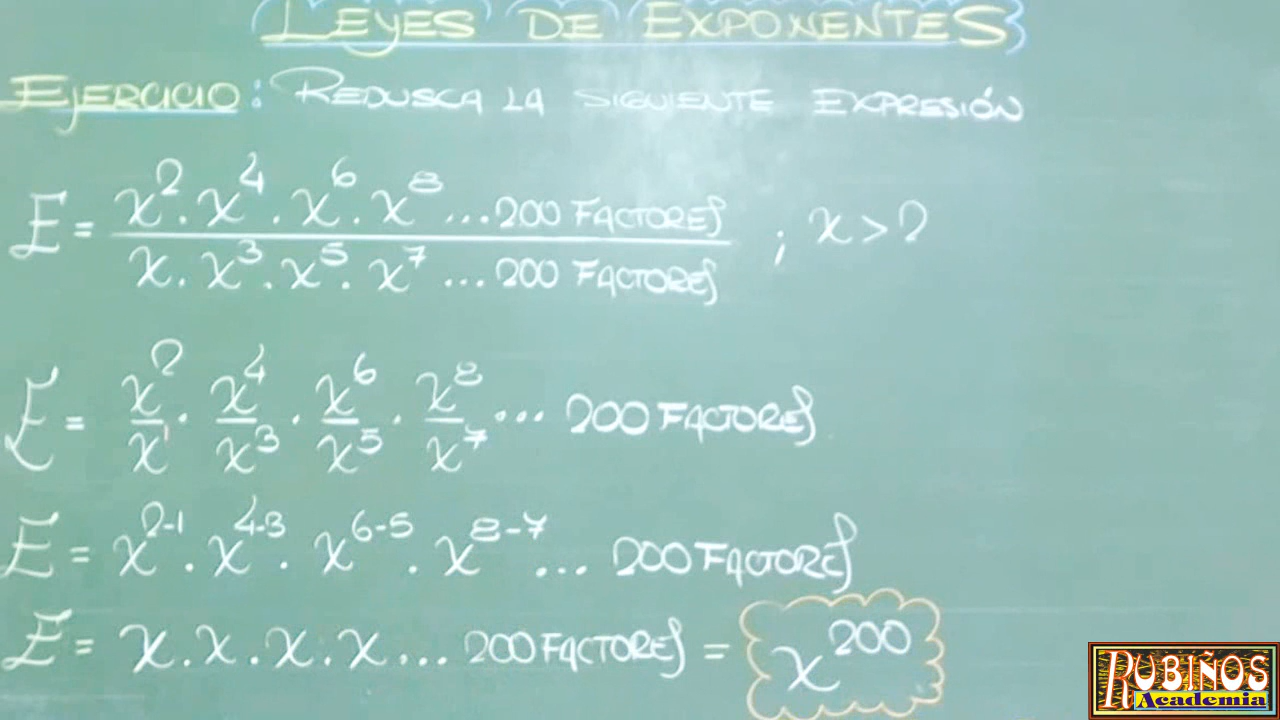 LEYES DE EXPONENTES
EJERCICIO: REDUSCA LA SIGUIENTE EXPRESIÓN
E = x².x⁴.x⁶.x⁸...200 FACTORES / x.x³.x⁵.x⁷...200 FACTORES ; x>2
E = x²/x¹ . x⁴/x³ . x⁶/x⁵ . x⁸/x⁷ ... 200 FACTORES
E = x²⁻¹.x⁴⁻³.x⁶⁻⁵.x⁸⁻⁷... 200 FACTORES
E = x.x.x.x... 200 FACTORES = x²⁰⁰
RUBIÑOS
Academia